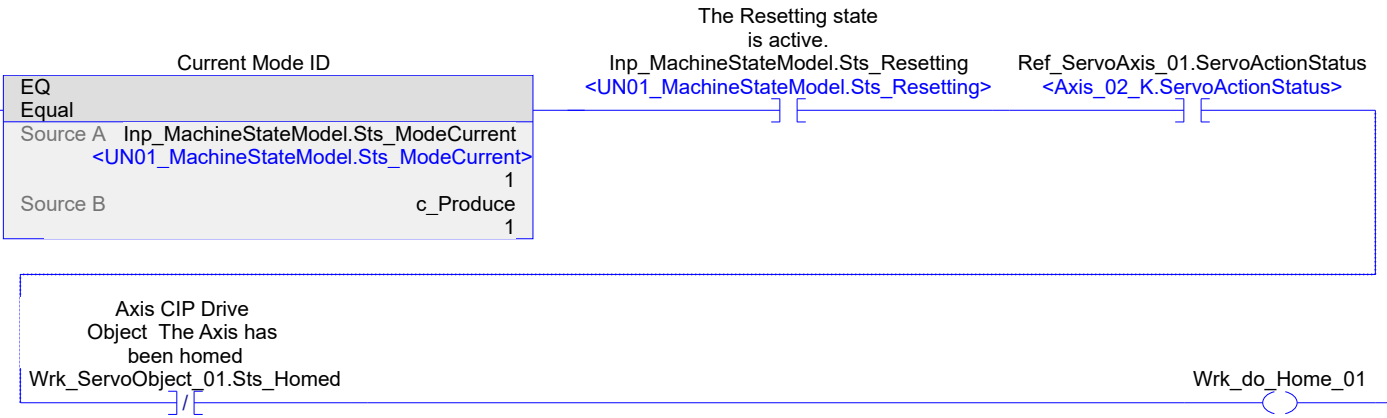 The Resetting state
is active.
Current Mode ID
Inp_MachineStateModel.Sts_Resetting
Ref_ServoAxis_01.ServoActionStatus
EQ
<UN01_MachineStateModel.Sts_Resetting>
<Axis_02_K.ServoActionStatus>
Equal
Source A Inp_MachineStateModel.Sts_ModeCurrent
<UN01_MachineStateModel.Sts_ModeCurrent>
1
Source B c_Produce
1
Axis CIP Drive
Object The Axis has
been homed
Wrk_ServoObject_01.Sts_Homed
Wrk_do_Home_01
/